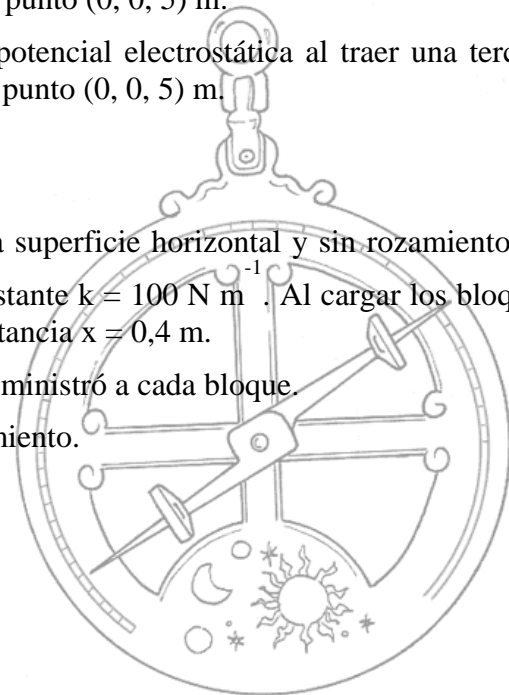 punto (0, 0, 5) m.
potencial electrostática al traer una terc
punto (0, 0, 5) m.
superficie horizontal y sin rozamiento
stante k = 100 N m⁻¹. Al cargar los bloq
tancia x = 0,4 m.
ministró a cada bloque.
miento.